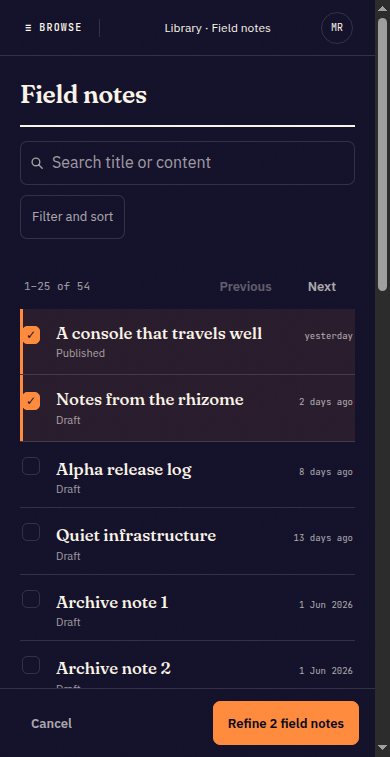 ≡ BROWSE
Library · Field notes
MR
Field notes
Search title or content
Filter and sort
1–25 of 54
Previous
Next
A console that travels well
yesterday
Published
Notes from the rhizome
2 days ago
Draft
Alpha release log
8 days ago
Draft
Quiet infrastructure
13 days ago
Draft
Archive note 1
1 Jun 2026
Draft
Archive note 2
1 Jun 2026
Draft
Cancel
Refine 2 field notes